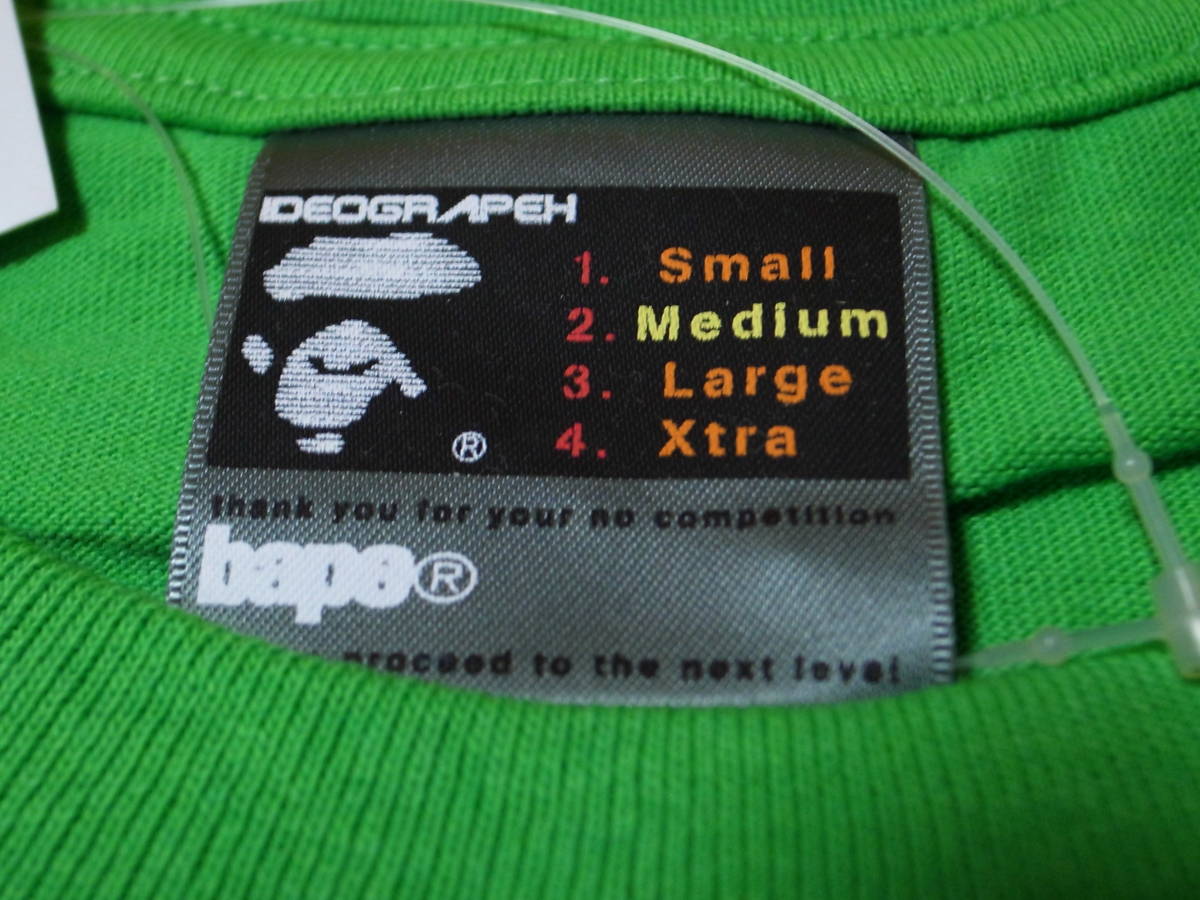 IDEOGRAPEH
1. Small
2. Medium
3. Large
4. Xtra
®
thank you for your no competition
bape®
proceed to the next level